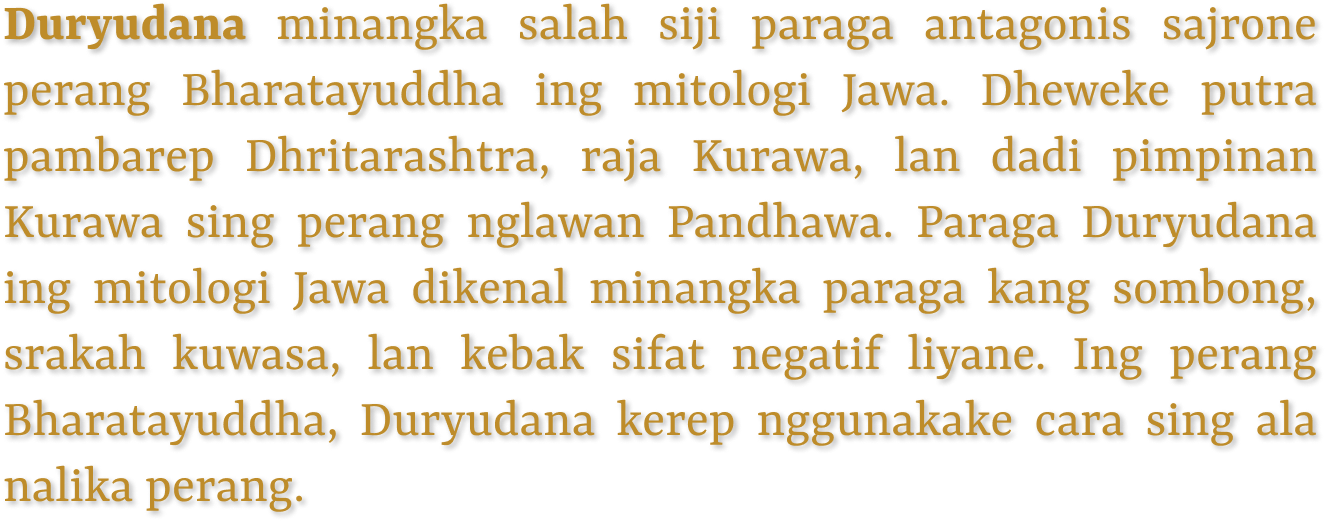 Duryudana minangka salah siji paraga antagonis sajrone
perang Bharatayuddha ing mitologi Jawa. Dheweke putra
pambarep Dhritarashtra, raja Kurawa, lan dadi pimpinan
Kurawa sing perang nglawan Pandhawa. Paraga Duryudana
ing mitologi Jawa dikenal minangka paraga kang sombong,
srakah kuwasa, lan kebak sifat negatif liyane. Ing perang
Bharatayuddha, Duryudana kerep nggunakake cara sing ala
nalika perang.